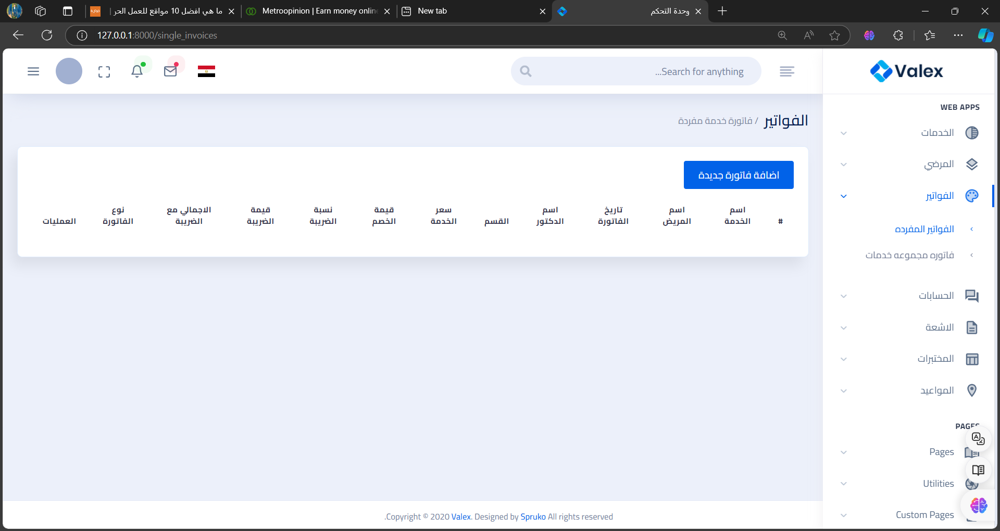 ما هي افضل 10 مواقع للعمل الحر |
Metroopinion | Earn money online
New tab
وحدة التحكم
127.0.0.1:8000/single_invoices
Search for anything...
Valex
WEB APPS
الخدمات
المرضي
الفواتير
الفواتير المفرده
فاتوره مجموعه خدمات
الحسابات
الاشعة
المختبرات
المواعيد
PAGES
Pages
Utilities
Custom Pages
الفواتير / فاتورة خدمة مفردة
اضافة فاتورة جديدة
# اسم الخدمة اسم المريض تاريخ الفاتورة اسم الدكتور القسم سعر الخدمة قيمة الخصم نسبة الضريبة قيمة الضريبة الاجمالي مع الضريبة نوع الفاتورة العمليات
.Copyright © 2020 Valex. Designed by Spruko All rights reserved